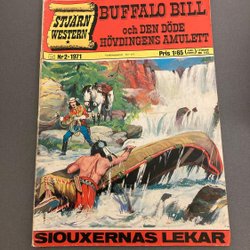 STJÄRN
WESTERN
BUFFALO BILL
och DEN DÖDE
HÖVDINGENS AMULETT
Nr 2 - 1971
Pris 1:65
SIOUXERNAS LEKAR